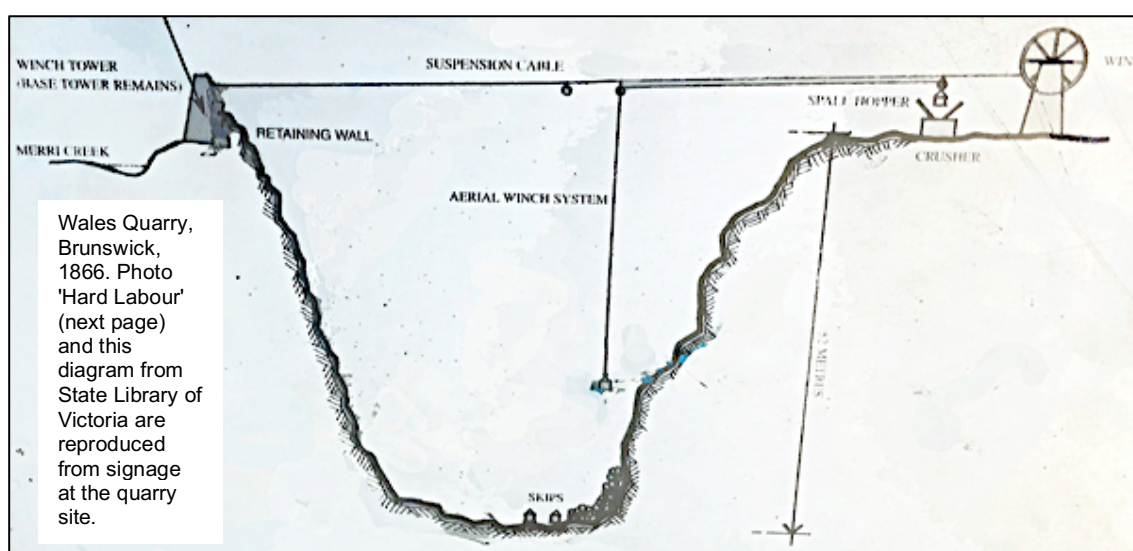 WINCH TOWER
(BASE TOWER REMAINS)
SUSPENSION CABLE
WIN
SPALL HOPPER
RETAINING WALL
MERRI CREEK
CRUSHER
AERIAL WINCH SYSTEM
Wales Quarry,
Brunswick,
1866. Photo
'Hard Labour'
(next page)
and this
diagram from
State Library of
Victoria are
reproduced
from signage
at the quarry
site.
METRES
SKIPS